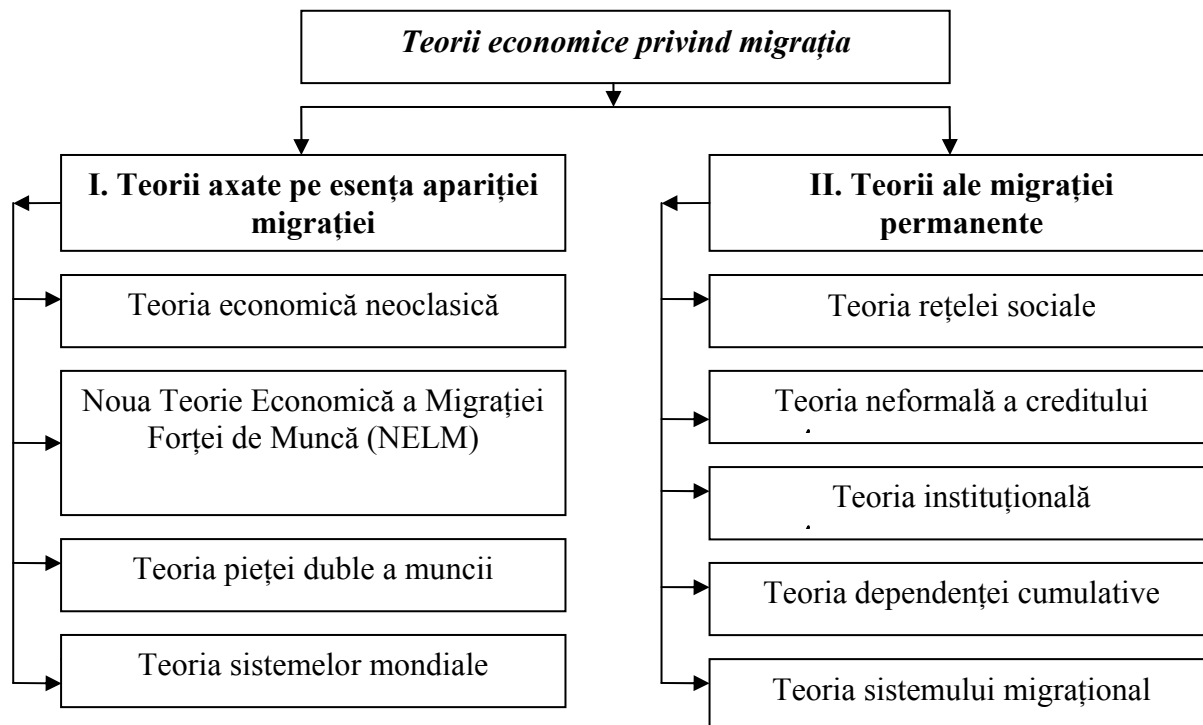 Teorii economice privind migrația
I. Teorii axate pe esența apariției
migrației
Teoria economică neoclasică
Noua Teorie Economică a Migrației
Forței de Muncă (NELM)
Teoria pieței duble a muncii
Teoria sistemelor mondiale
II. Teorii ale migrației
permanente
Teoria rețelei sociale
Teoria neformală a creditului
Teoria instituțională
Teoria dependenței cumulative
Teoria sistemului migrațional